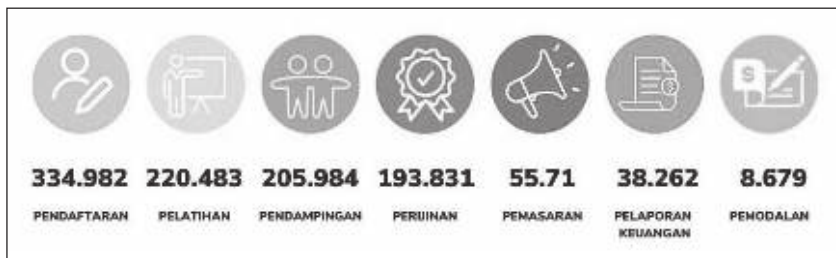 334.982 220.483 205.984 193.831 55.71 38.262 8.679
PENDAFTARAN PELATIHAN PENDAMPINGAN PERIJINAN PEMASARAN PELAPORAN PEMODALAN
KEUANGAN